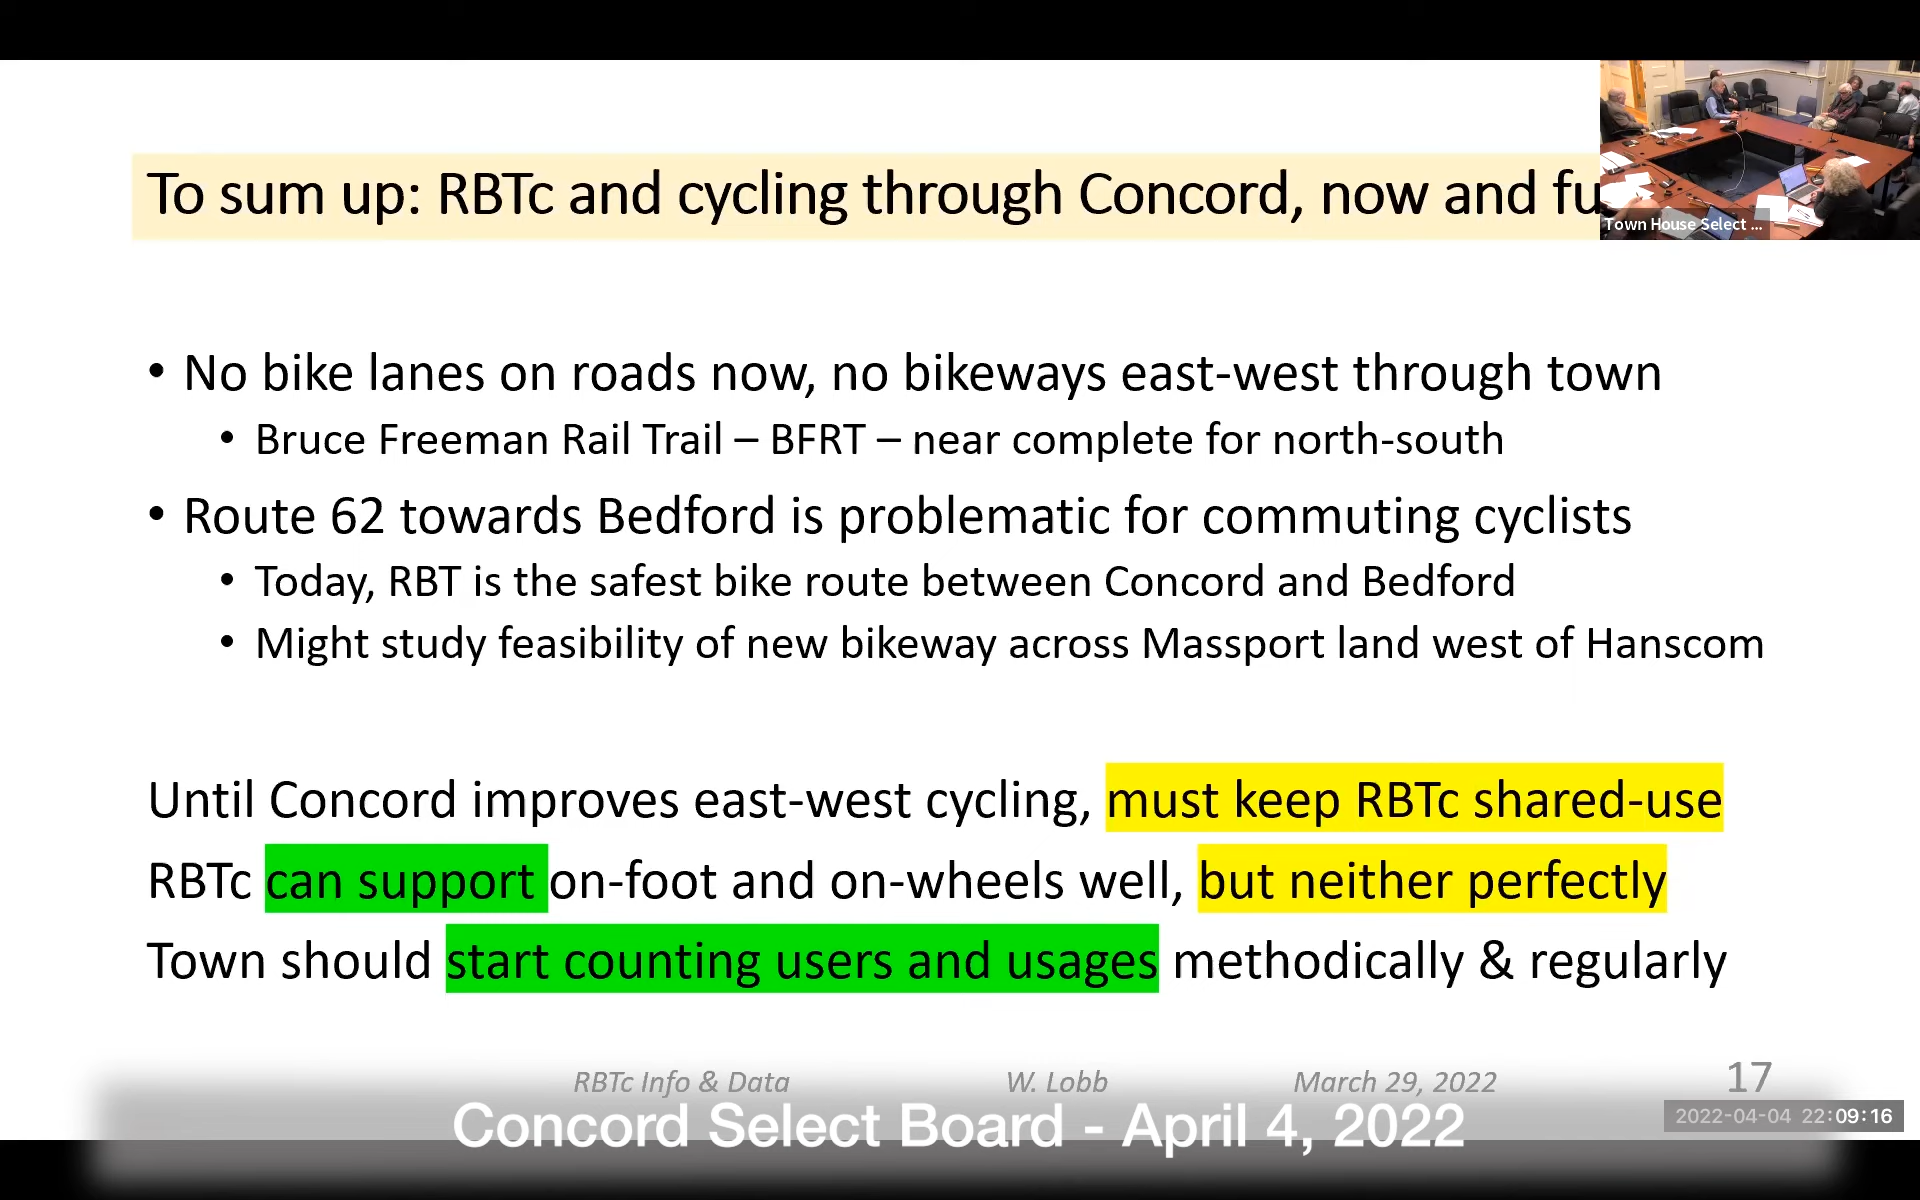 To sum up: RBTc and cycling through Concord, now and fu
Town House Select ...
• No bike lanes on roads now, no bikeways east-west through town
• Bruce Freeman Rail Trail – BFRT – near complete for north-south
• Route 62 towards Bedford is problematic for commuting cyclists
• Today, RBT is the safest bike route between Concord and Bedford
• Might study feasibility of new bikeway across Massport land west of Hanscom
Until Concord improves east-west cycling, must keep RBTc shared-use
RBTc can support on-foot and on-wheels well, but neither perfectly
Town should start counting users and usages methodically & regularly
RBTc Info & Data W. Lobb March 29, 2022 17
Concord Select Board - April 4, 2022
2022-04-04 22:09:16